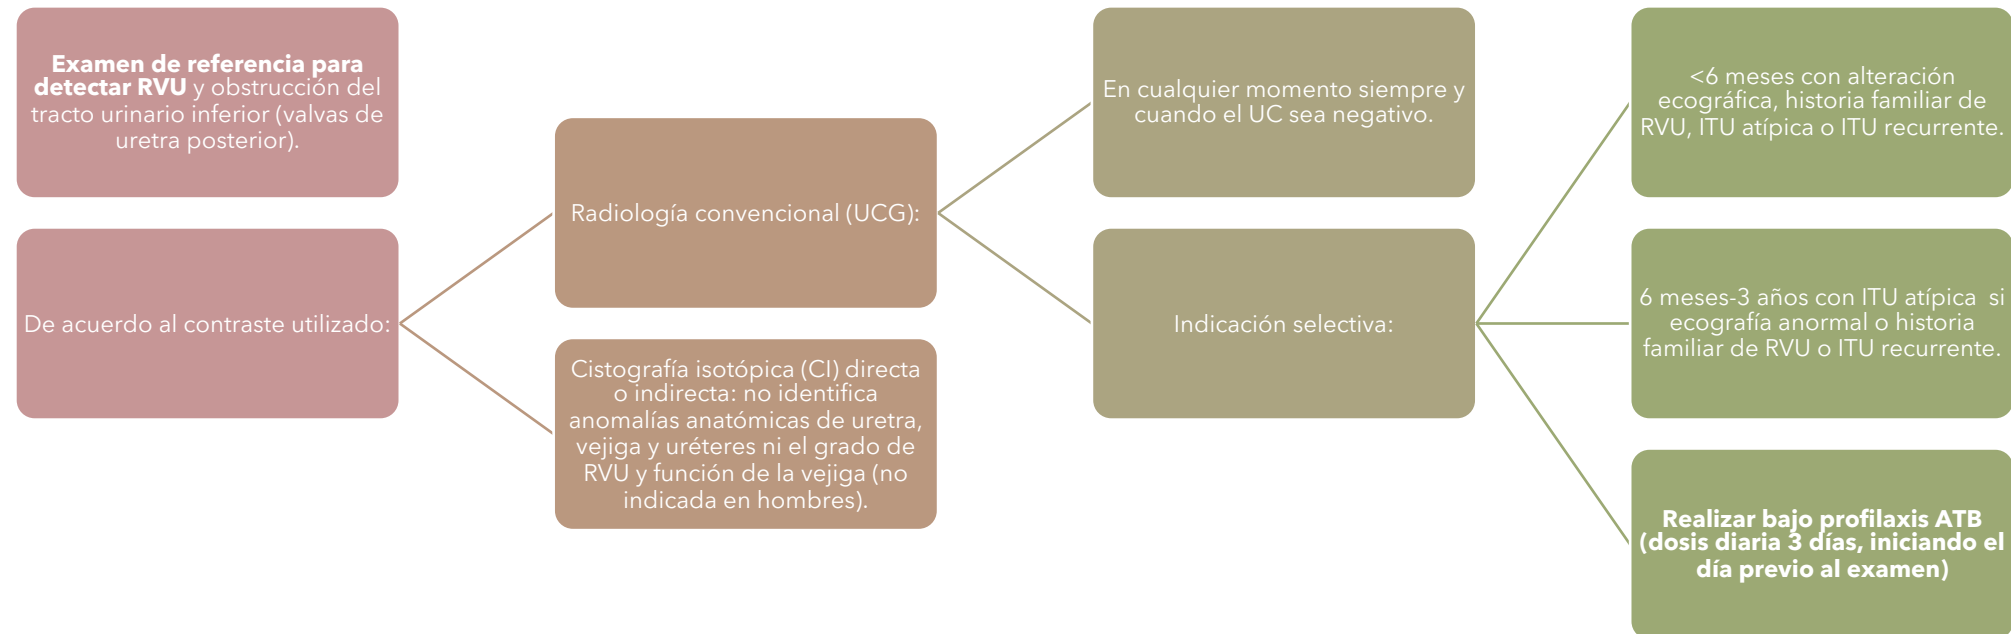 Examen de referencia para
detectar RVU y obstrucción del
tracto urinario inferior (valvas de
uretra posterior).
De acuerdo al contraste utilizado:
Radiología convencional (UCG):
Cistografía isotópica (CI) directa
o indirecta: no identifica
anomalías anatómicas de uretra,
vejiga y uréteres ni el grado de
RVU y función de la vejiga (no
indicada en hombres).
En cualquier momento siempre y
cuando el UC sea negativo.
Indicación selectiva:
<6 meses con alteración
ecográfica, historia familiar de
RVU, ITU atípica o ITU recurrente.
6 meses-3 años con ITU atípica si
ecografía anormal o historia
familiar de RVU o ITU recurrente.
Realizar bajo profilaxis ATB
(dosis diaria 3 días, iniciando el
día previo al examen)